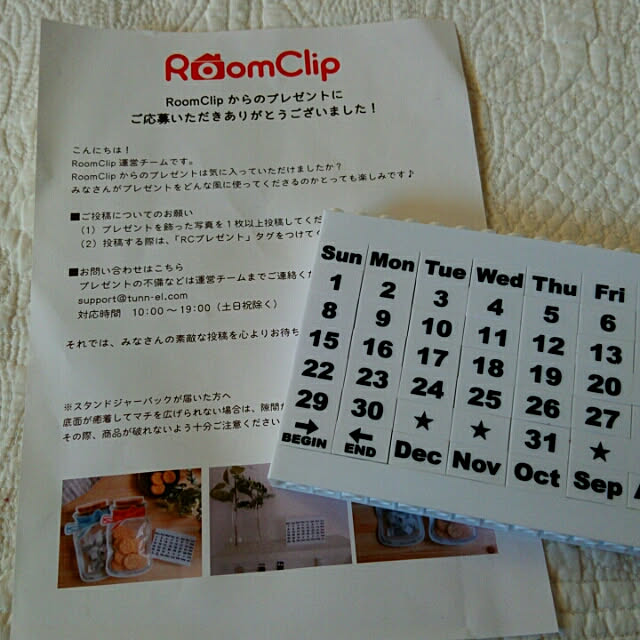 RoomClip
RoomClip からのプレゼントに
ご応募いただきありがとうございました！
こんにちは！
RoomClip 運営チームです。
RoomClip からのプレゼントは気に入っていただけましたか？
みなさんがプレゼントをどんな風に使ってくださるのかとっても楽しみです♪
■ご投稿についてのお願い
（1）プレゼントを飾った写真を１枚以上投稿してくだ
（2）投稿する際は、「RCプレゼント」タグをつけてく
■お問い合わせはこちら
プレゼントの不備などは運営チームまでご連絡くだ
support@tunn-el.com
対応時間　10:00～19:00（土日祝除く）
それでは、みなさんの素敵な投稿を心よりお待ち
※スタンドジャーパックが届いた方へ
底面が癒着してマチを広げられない場合は、隙間
その際、商品が破れないよう十分ご注意ください
Sun Mon Tue Wed Thu Fri
1 2 3 4 5 6
8 9 10 11 12 13
15 16 17 18 19 20
22 23 24 25 26 27
29 30 ★ ★ 31 ★
→ BEGIN ← END Dec Nov Oct Sep